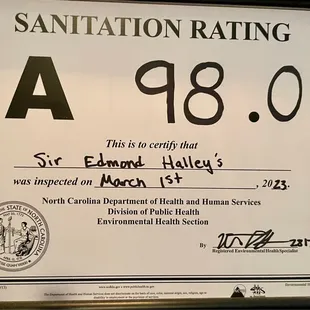 SANITATION RATING
A 98.0
This is to certify that
Sir Edmond Halley's
was inspected on March 1st, 2023.
North Carolina Department of Health and Human Services
Division of Public Health
Environmental Health Section
By
Registered Environmental Health Specialist